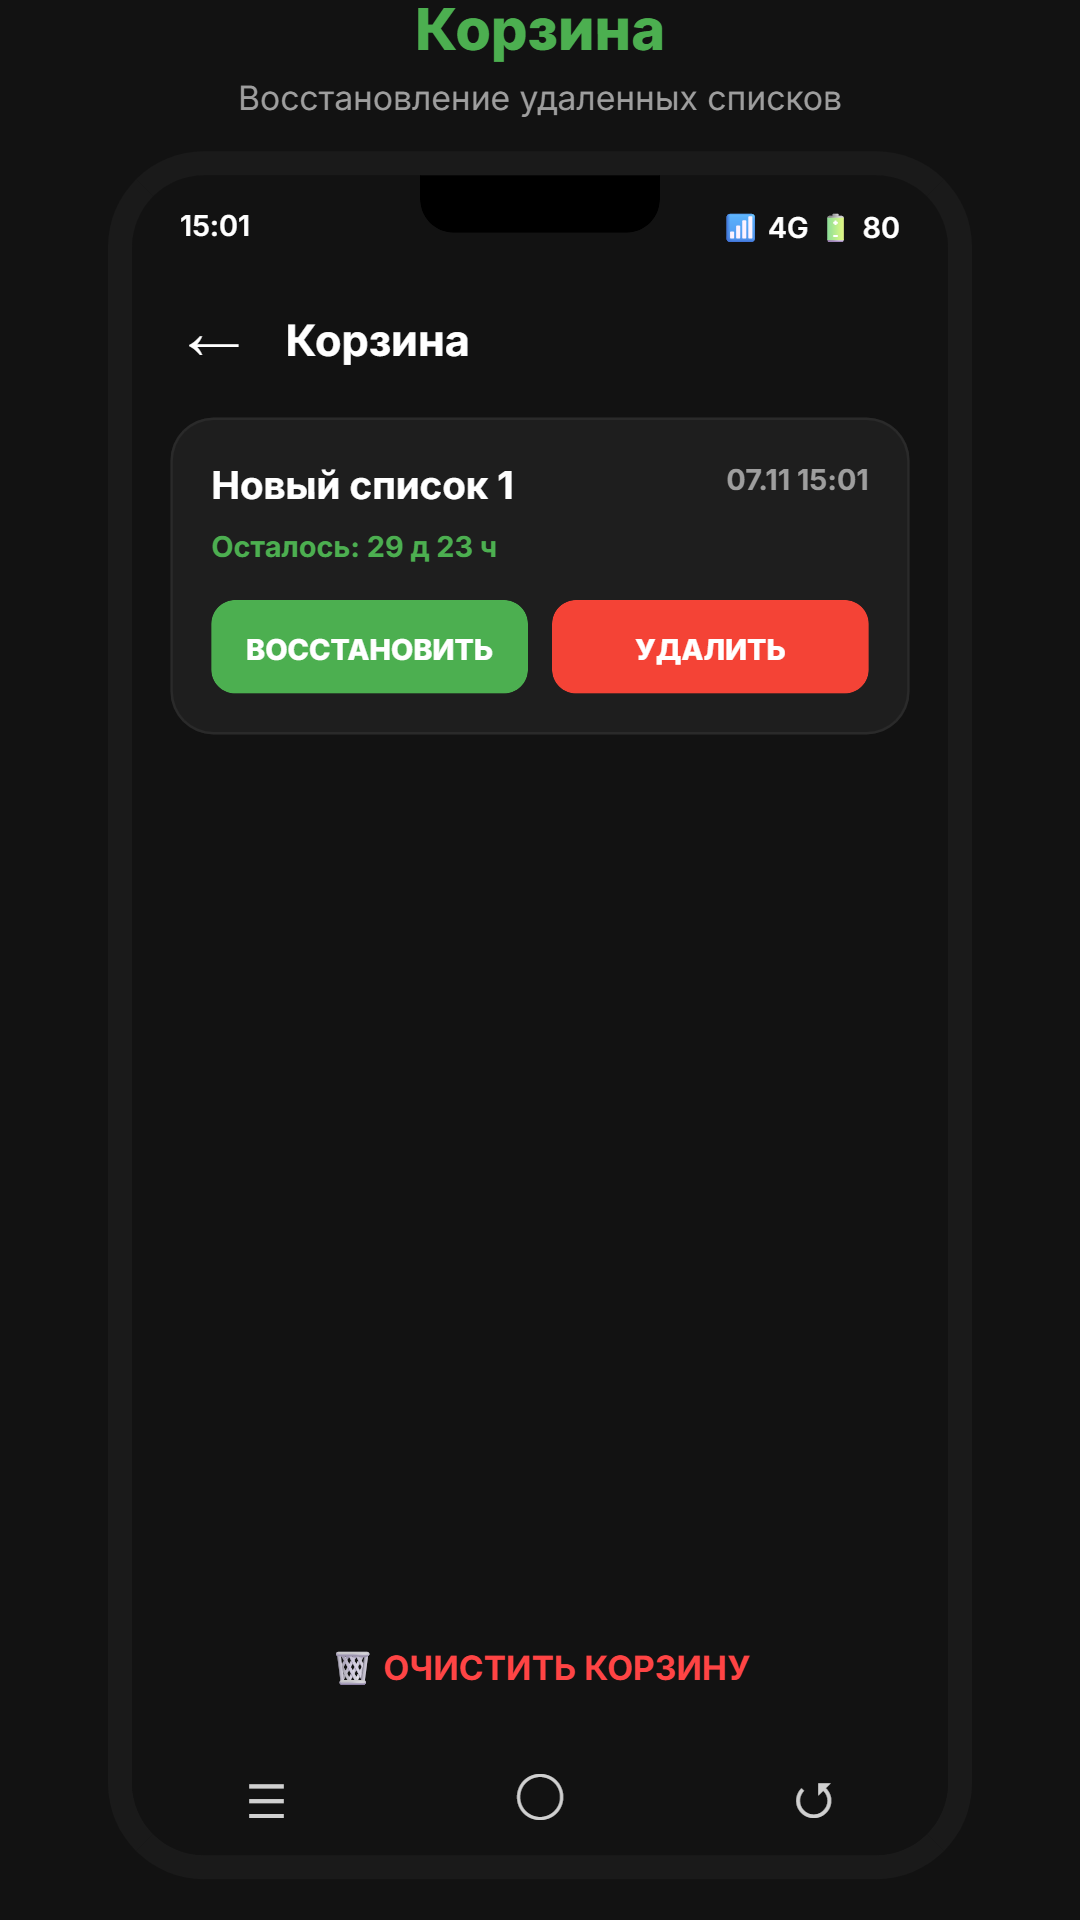 Корзина
Восстановление удаленных списков
15:01
4G 80
Корзина
Новый список 1
07.11 15:01
Осталось: 29 д 23 ч
ВОССТАНОВИТЬ
УДАЛИТЬ
ОЧИСТИТЬ КОРЗИНУ